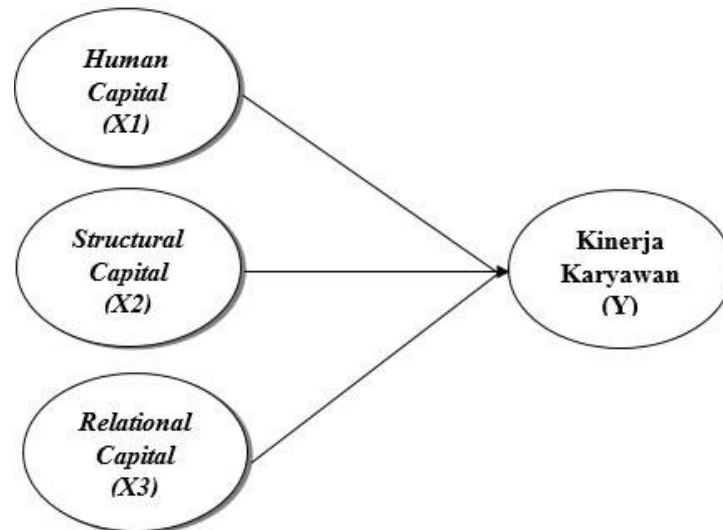 Human
Capital
(X1)
Structural
Capital
(X2)
Kinerja
Karyawan
(Y)
Relational
Capital
(X3)